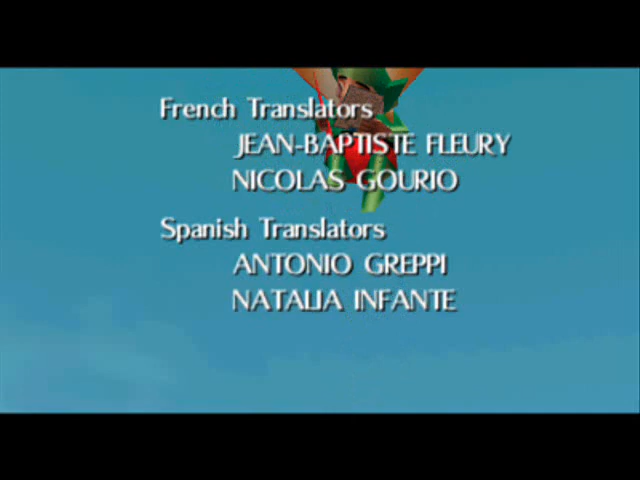 French Translators
JEAN-BAPTISTE FLEURY
NICOLAS GOURIO
Spanish Translators
ANTONIO GREPPI
NATALIA INFANTE